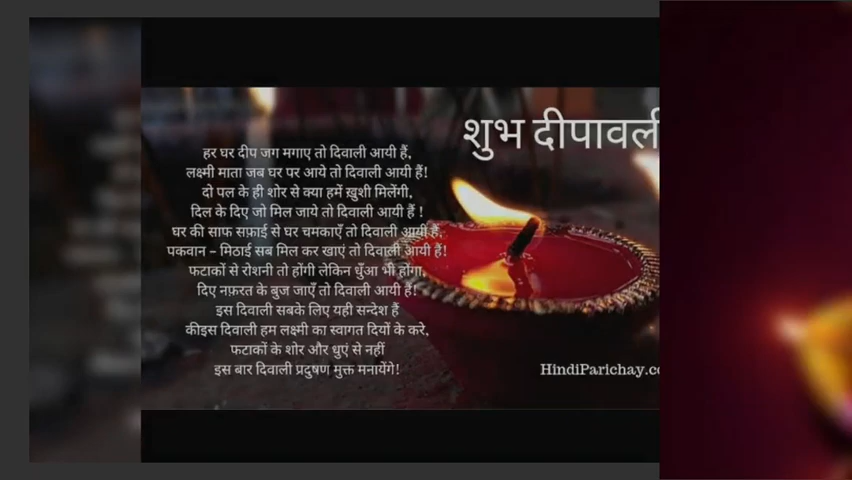 शुभ दीपावली
हर घर दीप जग मगाए तो दिवाली आयी हैं,
लक्ष्मी माता जब घर पर आये तो दिवाली आयी हैं!
दो पल के ही शोर से क्या हमें ख़ुशी मिलेंगी,
दिल के दिए जो मिल जाये तो दिवाली आयी हैं !
घर की साफ सफ़ाई से घर चमकाएँ तो दिवाली आयी हैं,
पकवान – मिठाई सब मिल कर खाएं तो दिवाली आयी हैं!
फटाकों से रोशनी तो होंगी लेकिन धुँआ भी होंगा,
दिए नफ़रत के बुज जाएँ तो दिवाली आयी हैं!
इस दिवाली सबके लिए यही सन्देश हैं
कीइस दिवाली हम लक्ष्मी का स्वागत दियों के करे,
फटाकों के शोर और धुएं से नहीं
इस बार दिवाली प्रदुषण मुक्त मनायेंगे!
HindiParichay.co